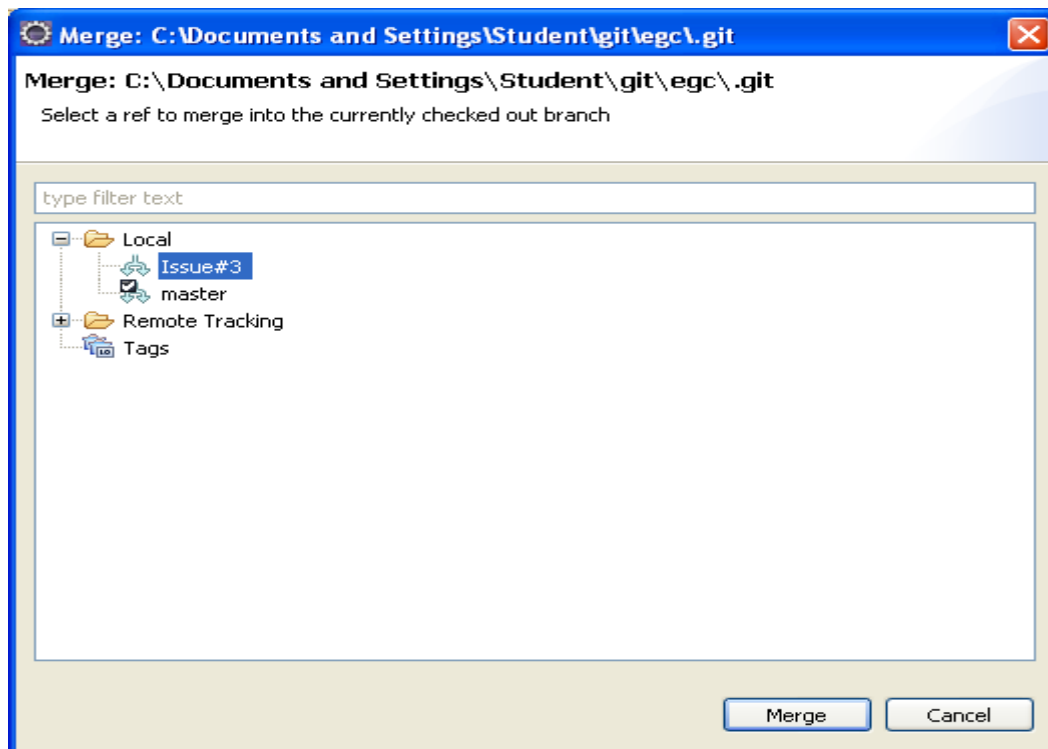 Merge: C:\Documents and Settings\Student\git\egc\.git
Merge: C:\Documents and Settings\Student\git\egc\.git
Select a ref to merge into the currently checked out branch
type filter text
Local
Issue#3
master
Remote Tracking
Tags
Merge Cancel